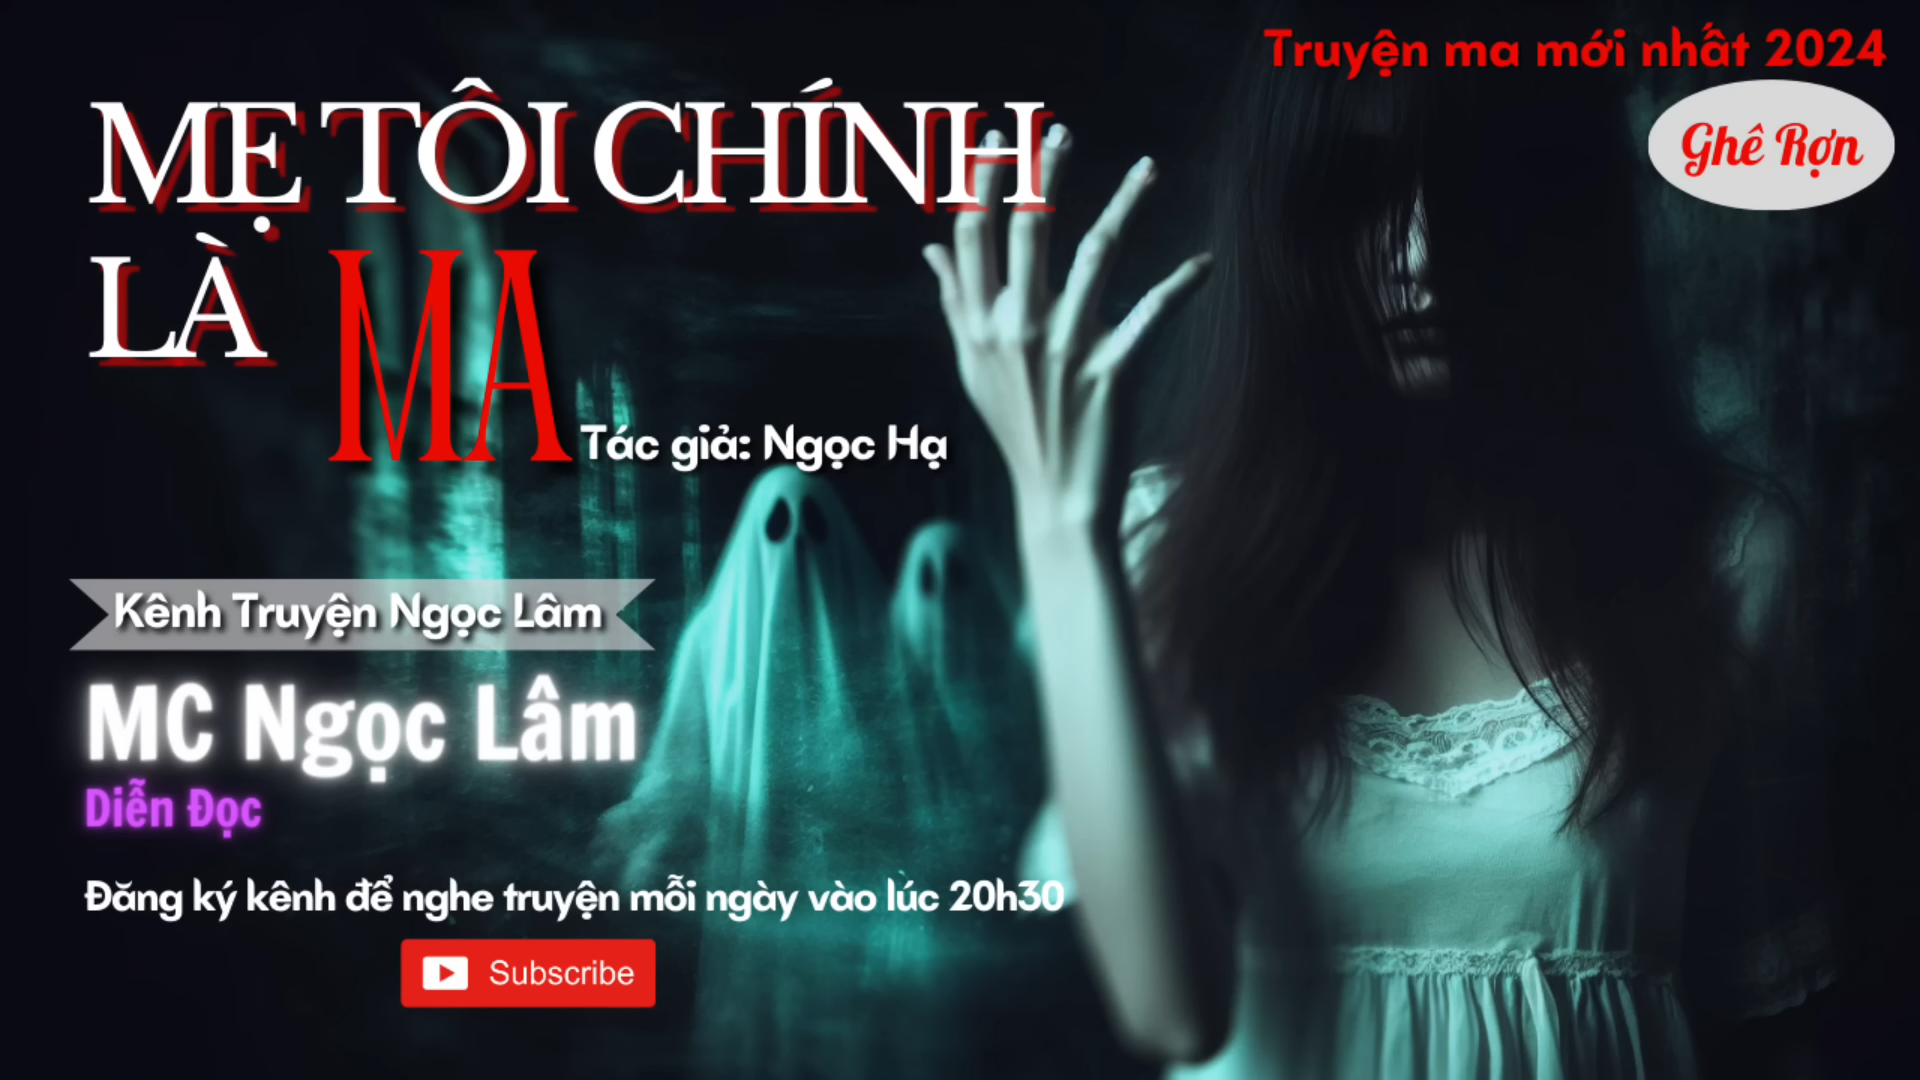 Truyện ma mới nhất 2024
Ghê Rợn
MẸ TÔI CHÍNH
LÀ MA
Tác giả: Ngọc Hạ
Kênh Truyện Ngọc Lâm
MC Ngọc Lâm
Diễn Đọc
Đăng ký kênh để nghe truyện mỗi ngày vào lúc 20h30
Subscribe